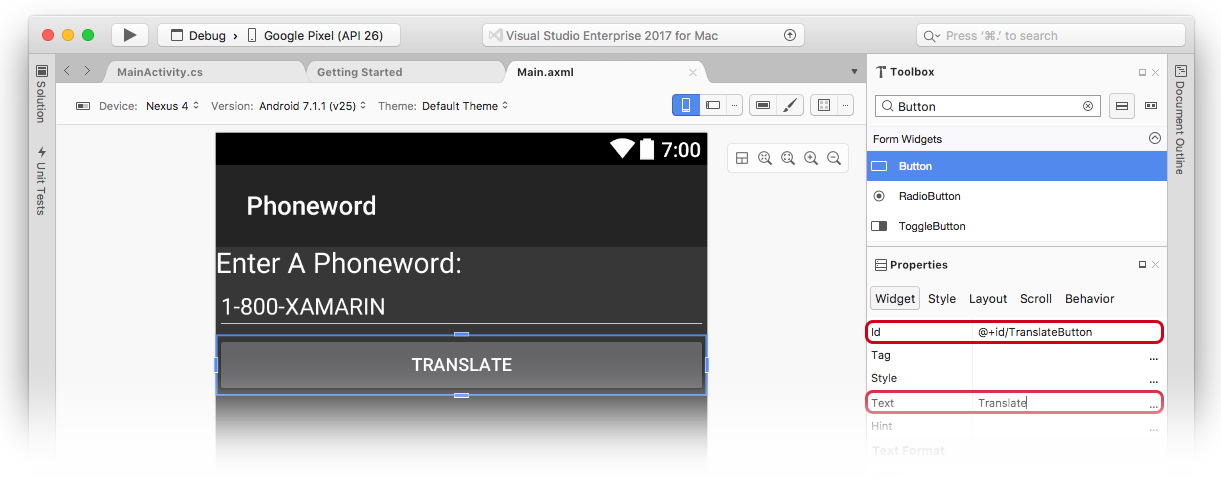 Debug › Google Pixel (API 26)
Visual Studio Enterprise 2017 for Mac
Press ‘⌘.’ to search
Solution
Unit Tests
MainActivity.cs
Getting Started
Main.axml
Device: Nexus 4 Version: Android 7.1.1 (v25) Theme: Default Theme
...
...
7:00
Phoneword
Enter A Phoneword:
1-800-XAMARIN
TRANSLATE
Toolbox
Button
Form Widgets
Button
RadioButton
ToggleButton
Properties
Widget Style Layout Scroll Behavior
Id @+id/TranslateButton
Tag ...
Style ...
Text Translate ...
Hint ...
Text Format
Document Outline